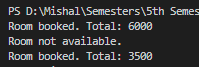 PS D:\Mishal\Semesters\5th Semes
Room booked. Total: 6000
Room not available.
Room booked. Total: 3500